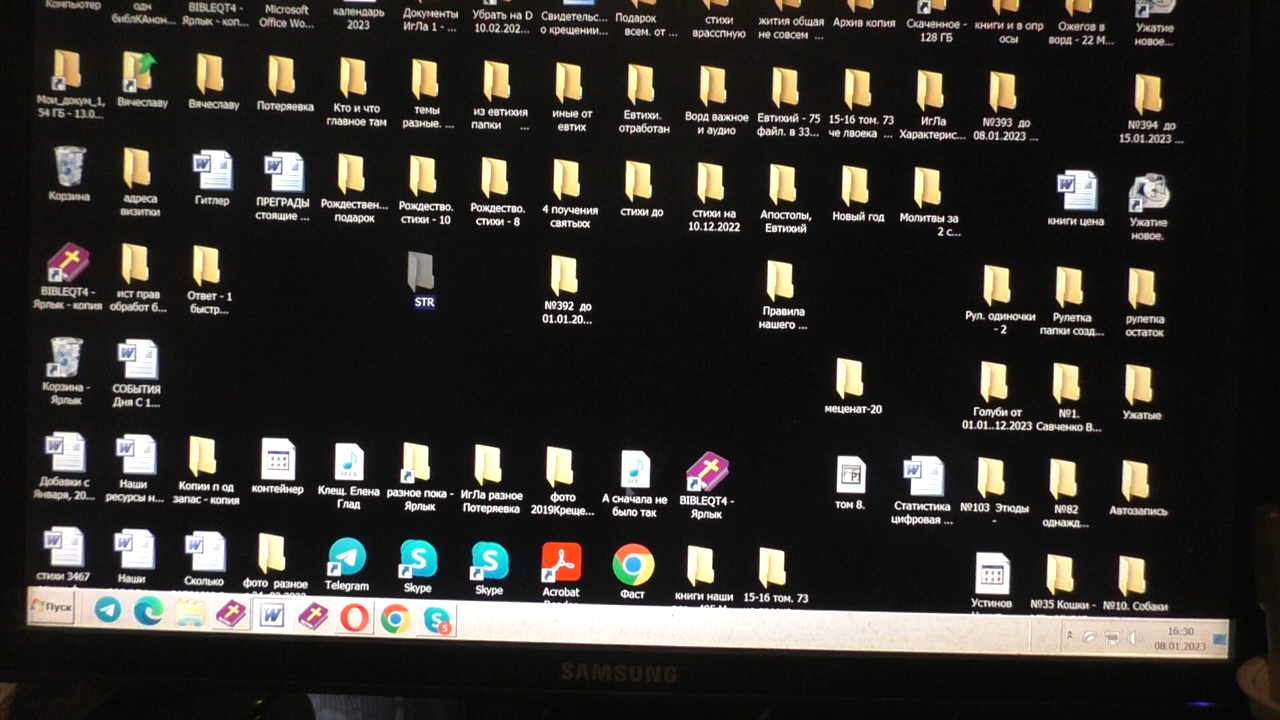 Компьютер
одн
библКАнон...
BIBLEQT4 -
Ярлык - коп...
Microsoft
Office Wo...
календарь
2023
Документы
ИгЛа 1 - ...
Убрать на D
10.02.202...
Свидетельс...
о крещении...
Подарок
всем. от ...
стихи
врасспную
жития общая
не совсем ...
Архив копия
Скаченное -
128 ГБ
книги и в опр
осы
Ожегов в
ворд - 22 М...
Ужатие
новое...
Мои_докум_1,
54 ГБ - 13.0...
Вячеславу
Вячеславу
Потеряевка
Кто и что
главное там
темы
разные. ...
из евтихия
папки ...
иные от
евтих
Евтихи.
отработан
Ворд важное
и аудио
Евтихий - 75
файл. в 33...
15-16 том. 73
че лвоека ...
ИгЛа
Характерис...
№393 до
08.01.2023 ...
№394 до
15.01.2023 ...
Корзина
адреса
визитки
Гитлер
ПРЕГРАДЫ
стоящие ...
Рождествен...
подарок
Рождество.
стихи - 10
Рождество.
стихи - 8
4 поучения
святыхх
стихи до
стихи на
10.12.2022
Апостолы,
Евтихий
Новый год
Молитвы за
2 с...
книги цена
Ужатие
новое.
BIBLEQT4 -
Ярлык - копия
ист прав
обработ б...
Ответ - 1
быстр...
STR
№392 до
01.01.20...
Правила
нашего ...
Рул. одиночки
- 2
Рулетка
папки созд...
рулетка
остаток
Корзина -
Ярлык
СОБЫТИЯ
Дня С 1...
меценат-20
Голуби от
01.01..12.2023
№1.
Савченко В...
Ужатые
Добавки с
Января, 20...
Наши
ресурсы н...
Копии п од
запас - копия
контейнер
Клещ. Елена
Глад
разное пока -
Ярлык
ИгЛа разное
Потеряевка
фото
2019Креще...
А сначала не
было так
BIBLEQT4 -
Ярлык
том 8.
Статистика
цифровая ...
№103 Этюды
-
№82
однажд...
Автозапись
стихи 3467
Наши
Сколько
фото разное
Telegram
Skype
Skype
Acrobat
Фаст
книги наши
15-16 том. 73
Устинов
№35 Кошки -
№10. Собаки
Пуск
5
16:30
08.01.2023
SAMSUNG